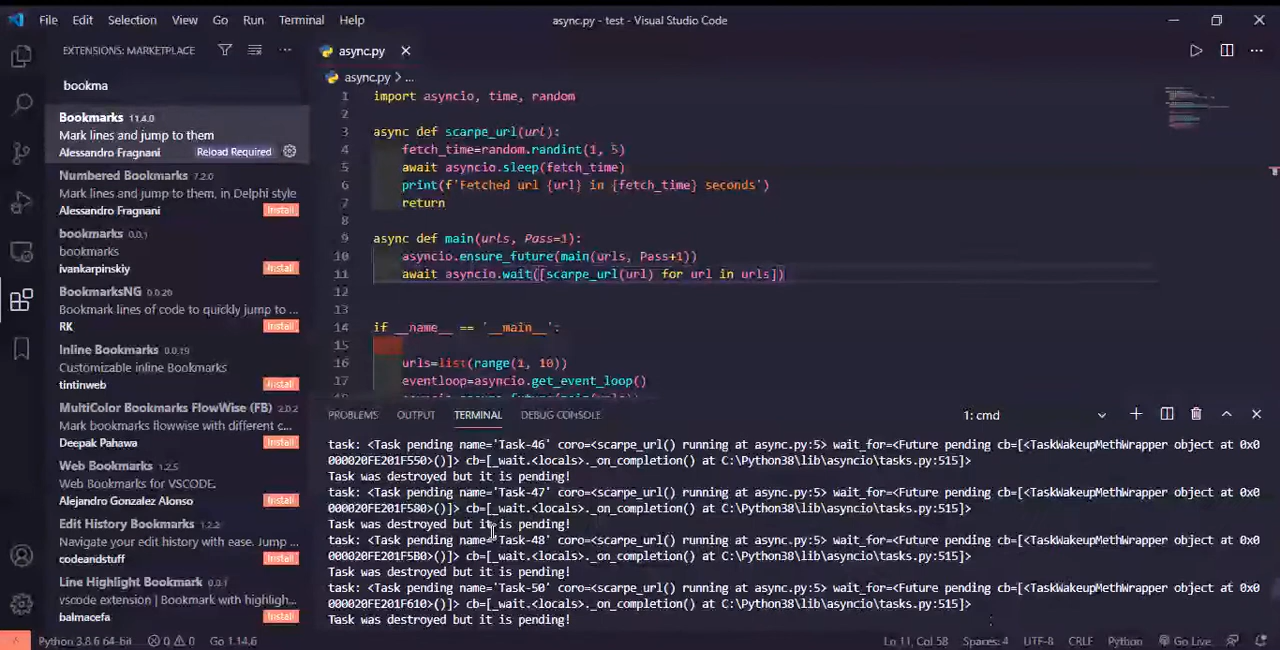 File Edit Selection View Go Run Terminal Help
async.py - test - Visual Studio Code
EXTENSIONS: MARKETPLACE
bookma
Bookmarks 11.4.0
Mark lines and jump to them
Alessandro Fragnani Reload Required
Numbered Bookmarks 7.2.0
Mark lines and jump to them, in Delphi style
Alessandro Fragnani Install
bookmarks 0.0.1
bookmarks
ivankarpinskiy Install
BookmarksNG 0.0.26
Bookmark lines of code to quickly jump to ...
RK Install
Inline Bookmarks 0.0.19
Customizable inline Bookmarks
tintinweb Install
MultiColor Bookmarks FlowWise (FB) 2.0.2
Mark bookmarks flowwise with different c...
Deepak Pahawa Install
Web Bookmarks 1.2.5
Web Bookmarks for VSCODE.
Alejandro Gonzalez Alonso Install
Edit History Bookmarks 1.2.2
Navigate your edit history with ease. Jump ...
codeandstuff Install
Line Highlight Bookmark 0.0.1
vscode extension | Bookmark with highligh...
balmacefa Install
async.py
async.py > ...
1 import asyncio, time, random
2
3 async def scarpe_url(url):
4 fetch_time=random.randint(1, 5)
5 await asyncio.sleep(fetch_time)
6 print(f'Fetched url {url} in {fetch_time} seconds')
7 return
8
9 async def main(urls, Pass=1):
10 asyncio.ensure_future(main(urls, Pass+1))
11 await asyncio.wait([scarpe_url(url) for url in urls])
12
13
14 if __name__ == '__main__':
15
16 urls=list(range(1, 10))
17 eventloop=asyncio.get_event_loop()
PROBLEMS OUTPUT TERMINAL DEBUG CONSOLE 1: cmd
task: <Task pending name='Task-46' coro=<scarpe_url() running at async.py:5> wait_for=<Future pending cb=[<TaskWakeupMethWrapper object at 0x0
000020FE201F550>()]> cb=[_wait.<locals>._on_completion() at C:\Python38\lib\asyncio\tasks.py:515]>
Task was destroyed but it is pending!
task: <Task pending name='Task-47' coro=<scarpe_url() running at async.py:5> wait_for=<Future pending cb=[<TaskWakeupMethWrapper object at 0x0
000020FE201F580>()]> cb=[_wait.<locals>._on_completion() at C:\Python38\lib\asyncio\tasks.py:515]>
Task was destroyed but it is pending!
task: <Task pending name='Task-48' coro=<scarpe_url() running at async.py:5> wait_for=<Future pending cb=[<TaskWakeupMethWrapper object at 0x0
000020FE201F5B0>()]> cb=[_wait.<locals>._on_completion() at C:\Python38\lib\asyncio\tasks.py:515]>
Task was destroyed but it is pending!
task: <Task pending name='Task-50' coro=<scarpe_url() running at async.py:5> wait_for=<Future pending cb=[<TaskWakeupMethWrapper object at 0x0
000020FE201F610>()]> cb=[_wait.<locals>._on_completion() at C:\Python38\lib\asyncio\tasks.py:515]>
Task was destroyed but it is pending!
Python 3.8.6 64-bit 0 0 Go 1.14.6 Ln 11, Col 58 Spaces: 4 UTF-8 CRLF Python Go Live